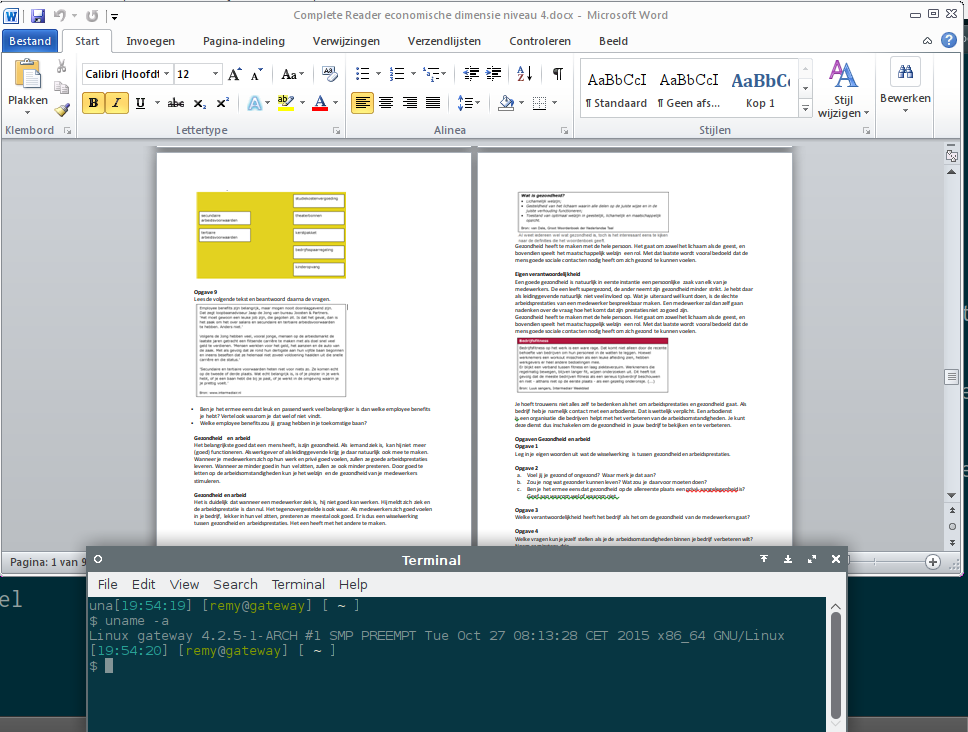 Complete Reader economische dimensie niveau 4.docx - Microsoft Word
Bestand Start Invoegen Pagina-indeling Verwijzingen Verzendlijsten Controleren Beeld
Calibri (Hoofdt 12
AaBbCcI AaBbCcI AaBbCc
Plakken
¶ Standaard ¶ Geen afs... Kop 1
Stijl wijzigen
Bewerken
Klembord Lettertype Alinea Stijlen
studiekostenvergoeding
secundaire
arbeidsvoorwaarden
tertiaire
arbeidsvoorwaarden
kerstpakket
bedrijfsspaarregeling
kinderopvang
Opgave 9
Lees de volgende tekst en beantwoord daarna de vragen.
Bron: www.intermediair.nl
Ben je het ermee eens dat leuk en passend werk veel belangrijker is dan welke employee benefits
je hebt? Vertel ook waarom je dat wel of niet vindt.
Welke employee benefits zou jij graag hebben in je toekomstige baan?
Gezondheid en arbeid
Het belangrijkste goed dat een mens heeft, is zijn gezondheid. Als iemand ziek is, kan hij niet meer
(goed) functioneren. Als werkgever of als leidinggevende krijg je daar natuurlijk ook mee te maken.
Wanneer je medewerkers zich op hun werk en privé goed voelen, zullen ze goede arbeidsprestaties
leveren. Wanneer ze minder goed in hun vel zitten, zullen ze ook minder presteren. Door goed te
letten op de arbeidsomstandigheden kun je het welzijn en de gezondheid van je medewerkers
stimuleren.
Gezondheid en arbeid
Het is duidelijk dat wanneer een medewerker ziek is, hij niet goed kan werken. Hij meldt zich ziek en
de arbeidsprestatie is dan nul. Het tegenovergestelde is ook waar. Als medewerkers zich goed voelen
in je bedrijf, lekker in hun vel zitten, presteren ze meestal ook goed. Er is dus een wisselwerking
tussen gezondheid en arbeidsprestaties. Het een heeft met het andere te maken.
Wat is gezondheid?
Lichamelijk welzijn;
Gesteldheid van het lichaam waarin alle delen op de juiste wijze en in de
juiste verhouding functioneren;
Toestand van optimaal welzijn in geestelijk, lichamelijk en maatschappelijk
opzicht.
Bron: van Dale, Groot Woordenboek der Nederlandse Taal
Al weet iedereen wel wat gezondheid is, toch is het interessant eens te kijken
naar de definities die het woordenboek geeft
Gezondheid heeft te maken met de hele persoon. Het gaat om zowel het lichaam als de geest, en
bovendien speelt het maatschappelijk welzijn een rol. Met dat laatste wordt vooral bedoeld dat de
mens goede sociale contacten nodig heeft om zich gezond te kunnen voelen.
Eigen verantwoordelijkheid
Een goede gezondheid is natuurlijk in eerste instantie een persoonlijke zaak van elk van je
medewerkers. De een leeft supergezond, de ander neemt zijn gezondheid minder strikt. Je hebt daar
als leidinggevende natuurlijk niet veel invloed op. Wat je uiteraard wil kunt doen, is de slechte
arbeidsprestaties van een medewerker bespreekbaar maken. Een medewerker zal dan zelf gaan
nadenken over de vraag hoe het komt dat zijn prestaties niet zo goed zijn.
Gezondheid heeft te maken met de hele persoon. Het gaat om zowel het lichaam als de geest, en
bovendien speelt het maatschappelijk welzijn een rol. Met dat laatste wordt vooral bedoeld dat de
mens goede sociale contacten nodig heeft om zich gezond te kunnen voelen.
Bedrijfsfitness
Je hoeft trouwens niet alles zelf te bedenken als het om arbeidsprestaties en gezondheid gaat. Als
bedrijf heb je namelijk contact met een arbodienst. Dat is wettelijk verplicht. Een arbodienst
is een organisatie die bedrijven helpt met het verbeteren van de arbeidsomstandigheden. Je kunt
deze dienst dus inschakelen om de gezondheid in jouw bedrijf te bekijken en te verbeteren.
Opgaven Gezondheid en arbeid
Opgave 1
Leg in je eigen woorden uit wat de wisselwerking is tussen gezondheid en arbeidsprestaties.
Opgave 2
a. Voel jij je gezond of ongezond? Waar merk je dat aan?
b. Zou je nog wat gezonder kunnen leven? Wat zou je daarvoor moeten doen?
c. Ben je het ermee eens dat gezondheid op de allereerste plaats een privé aangelegenheid is?
Geef aan waarom wel of waarom niet.
Opgave 3
Welke verantwoordelijkheid heeft het bedrijf als het om de gezondheid van de medewerkers gaat?
Opgave 4
Welke vragen kun je jezelf stellen als je de arbeidsomstandigheden binnen je bedrijf verbeteren wilt?
Pagina: 1 van 9
el
Terminal
File Edit View Search Terminal Help
una[19:54:19] [remy@gateway] [ ~ ]
$ uname -a
Linux gateway 4.2.5-1-ARCH #1 SMP PREEMPT Tue Oct 27 08:13:28 CET 2015 x86_64 GNU/Linux
[19:54:20] [remy@gateway] [ ~ ]
$